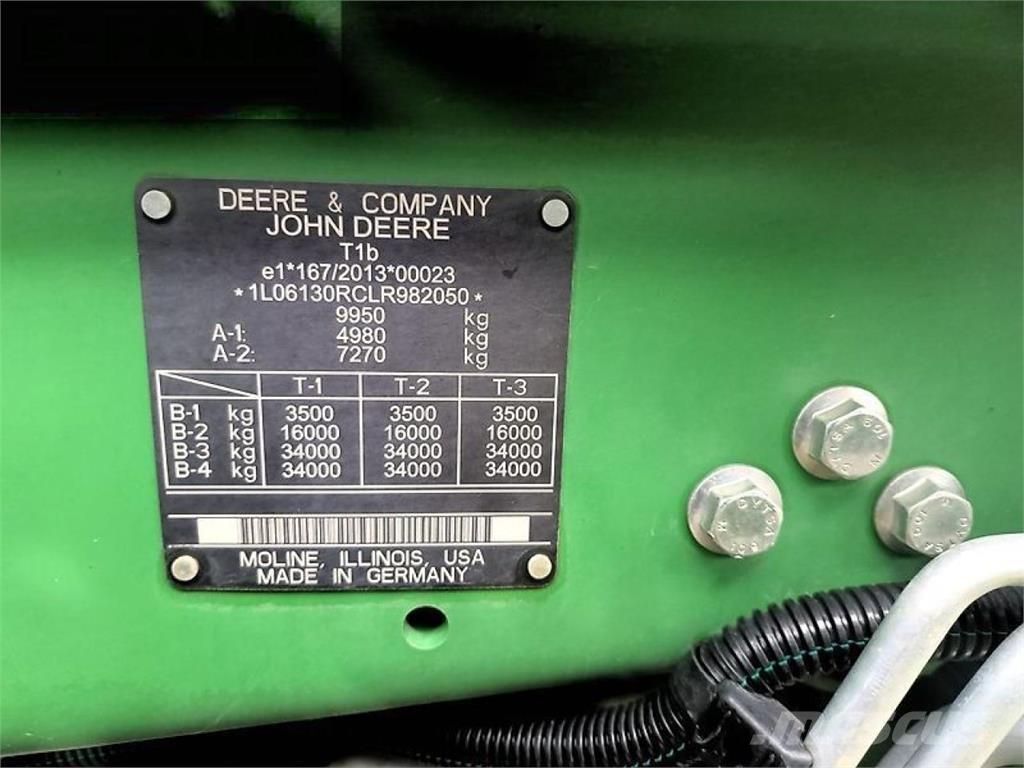 DEERE & COMPANY
JOHN DEERE
T1b
e1*167/2013*00023
*1L06130RCLR982050*
9950 kg
A-1: 4980 kg
A-2: 7270 kg
T-1 T-2 T-3
B-1 kg 3500 3500 3500
B-2 kg 16000 16000 16000
B-3 kg 34000 34000 34000
B-4 kg 34000 34000 34000
MOLINE, ILLINOIS, USA
MADE IN GERMANY
MASCUS